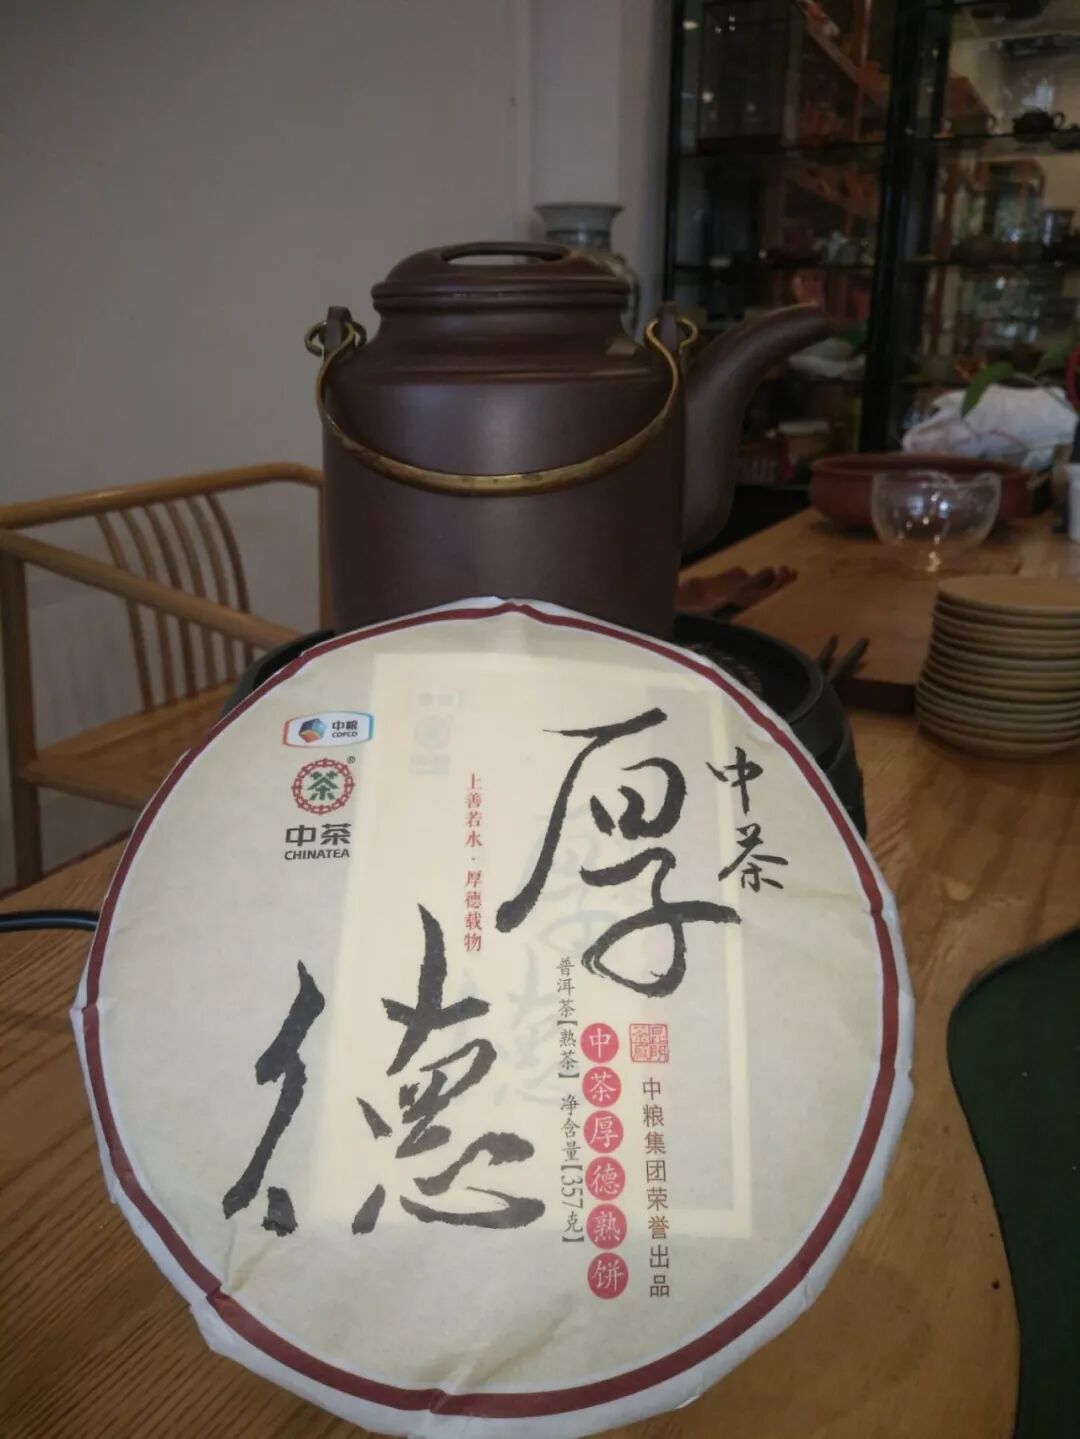 中粮
COFCO
中茶
CHINATEA
茶
中茶
厚德
上善若水·厚德载物
普洱茶【熟茶】 净含量【357克】
中茶厚德熟饼
中粮集团荣誉出品